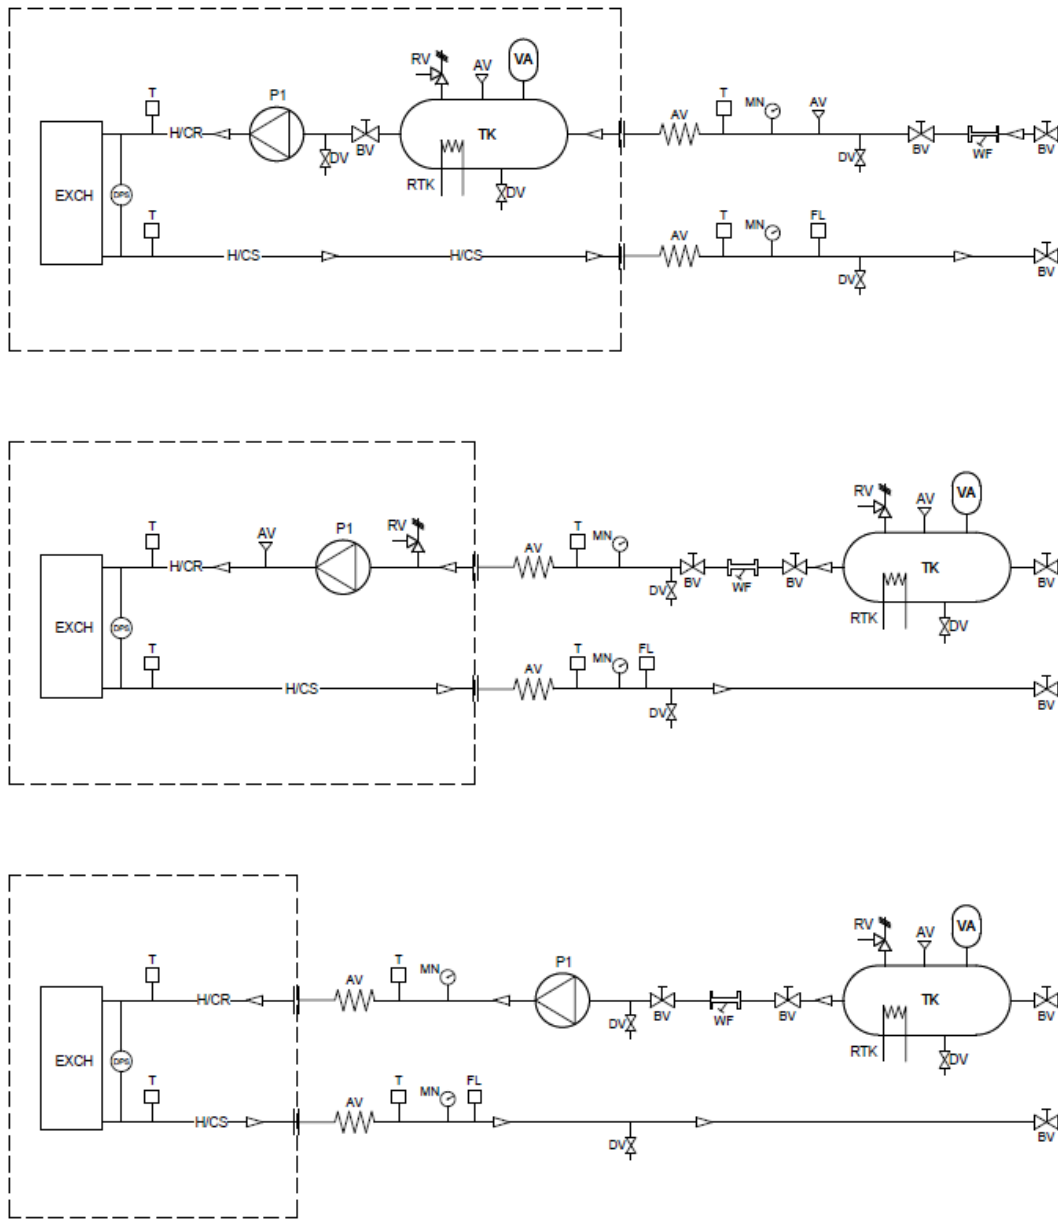 RV AV VA
T P1 T MN AV
H/CR TK AV
DV BV BV WF BV
EXCH DPS RTK DV DV
T T MN FL
AV
H/CS H/CS DV BV
RV AV VA
T AV P1 RV T MN
H/CR AV TK
DV BV WF BV BV
EXCH DPS RTK DV
T T MN FL
AV
H/CS DV BV
RV AV VA
T T MN P1
H/CR AV TK
DV BV WF BV BV
EXCH DPS RTK DV
T T MN FL
AV
H/CS DV BV